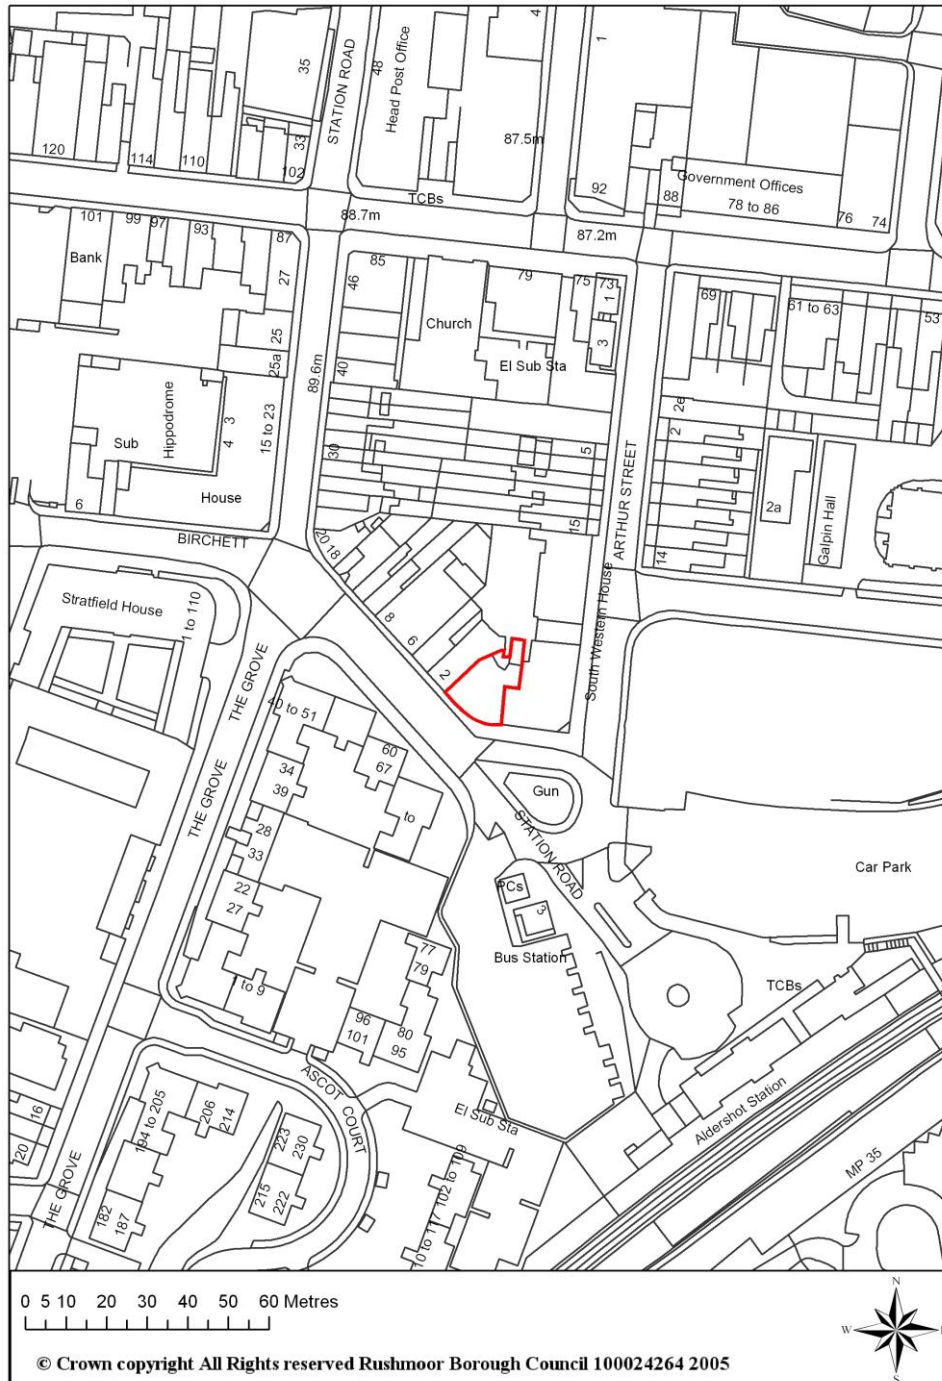 4
1
STATION ROAD
35
48
Head Post Office
87.5m
120
114
110
33
102
TCBs
92
88
Government Offices
78 to 86
76
74
88.7m
87.2m
101
99
97
93
87
Bank
27
46
85
79
75
73
1
Church
69
61 to 63
53
25
25a
3
El Sub Sta
40
89.6m
2e
2
Hippodrome
3
4
15 to 23
Sub
30
5
ARTHUR STREET
House
6
15
2a
Galpin Hall
BIRCHETT
20 18
14
Stratfield House
1 to 110
8
6
2
South Western House
THE GROVE
40 to 51
60
67
34
39
to
Gun
THE GROVE
28
33
STATION ROAD
Car Park
22
27
PCs
3
77
79
Bus Station
1 to 9
TCBs
96
101
80
95
ASCOT COURT
El Sub Sta
Aldershot Station
16
20
194 to 205
206
214
223
230
MP 35
THE GROVE
215
222
182
187
102 to 109
10 to 117
0 5 10 20 30 40 50 60 Metres
N
W
S
© Crown copyright All Rights reserved Rushmoor Borough Council 100024264 2005